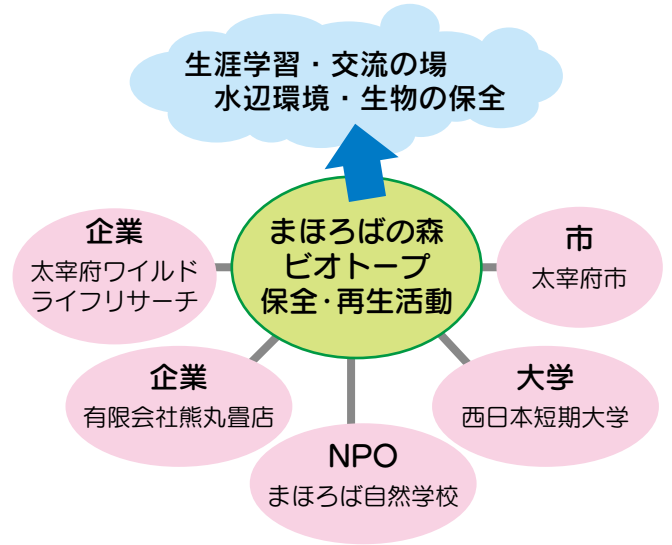 生涯学習・交流の場
水辺環境・生物の保全
まほろばの森
ビオトープ
保全・再生活動
企業
太宰府ワイルド
ライフリサーチ
市
太宰府市
企業
有限会社熊丸畳店
大学
西日本短期大学
NPO
まほろば自然学校